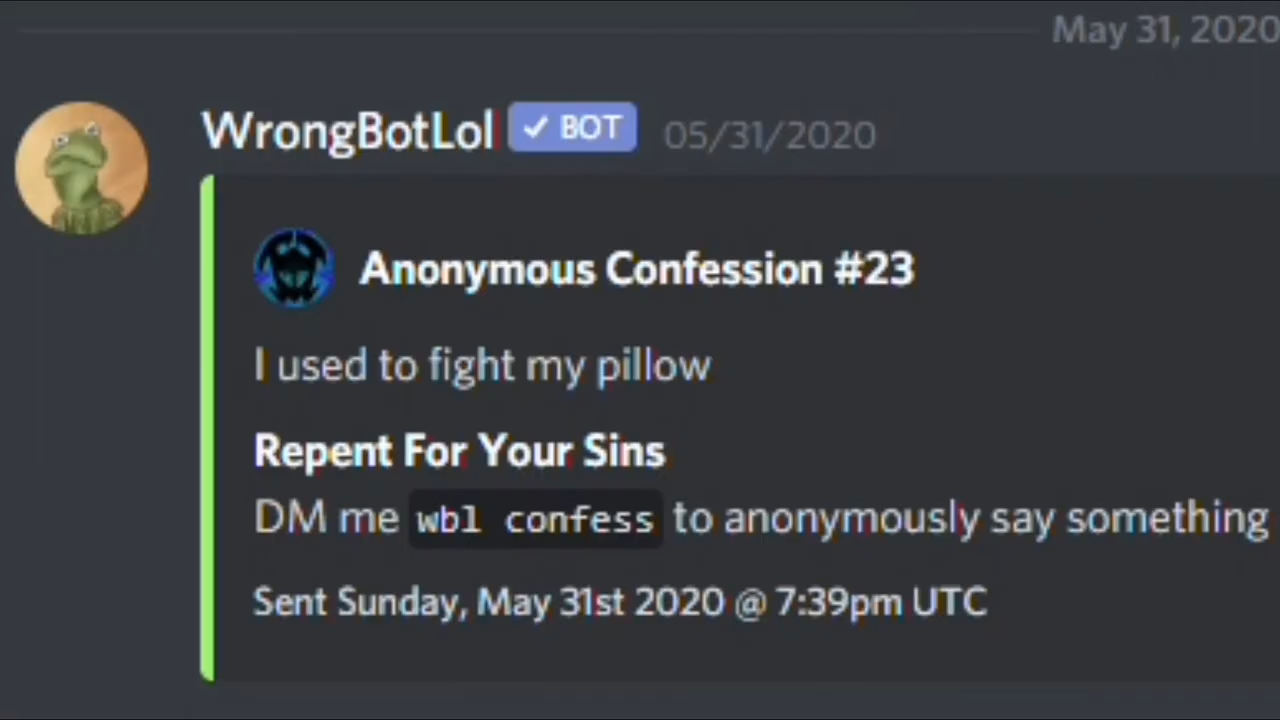 May 31, 2020
WrongBotLol ✓ BOT 05/31/2020
Anonymous Confession #23
I used to fight my pillow
Repent For Your Sins
DM me wbl confess to anonymously say something
Sent Sunday, May 31st 2020 @ 7:39pm UTC